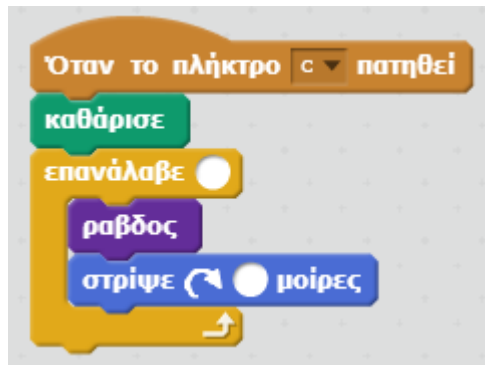 Όταν το πλήκτρο c πατηθεί
καθάρισε
επανάλαβε
ραβδος
στρίψε μοίρες